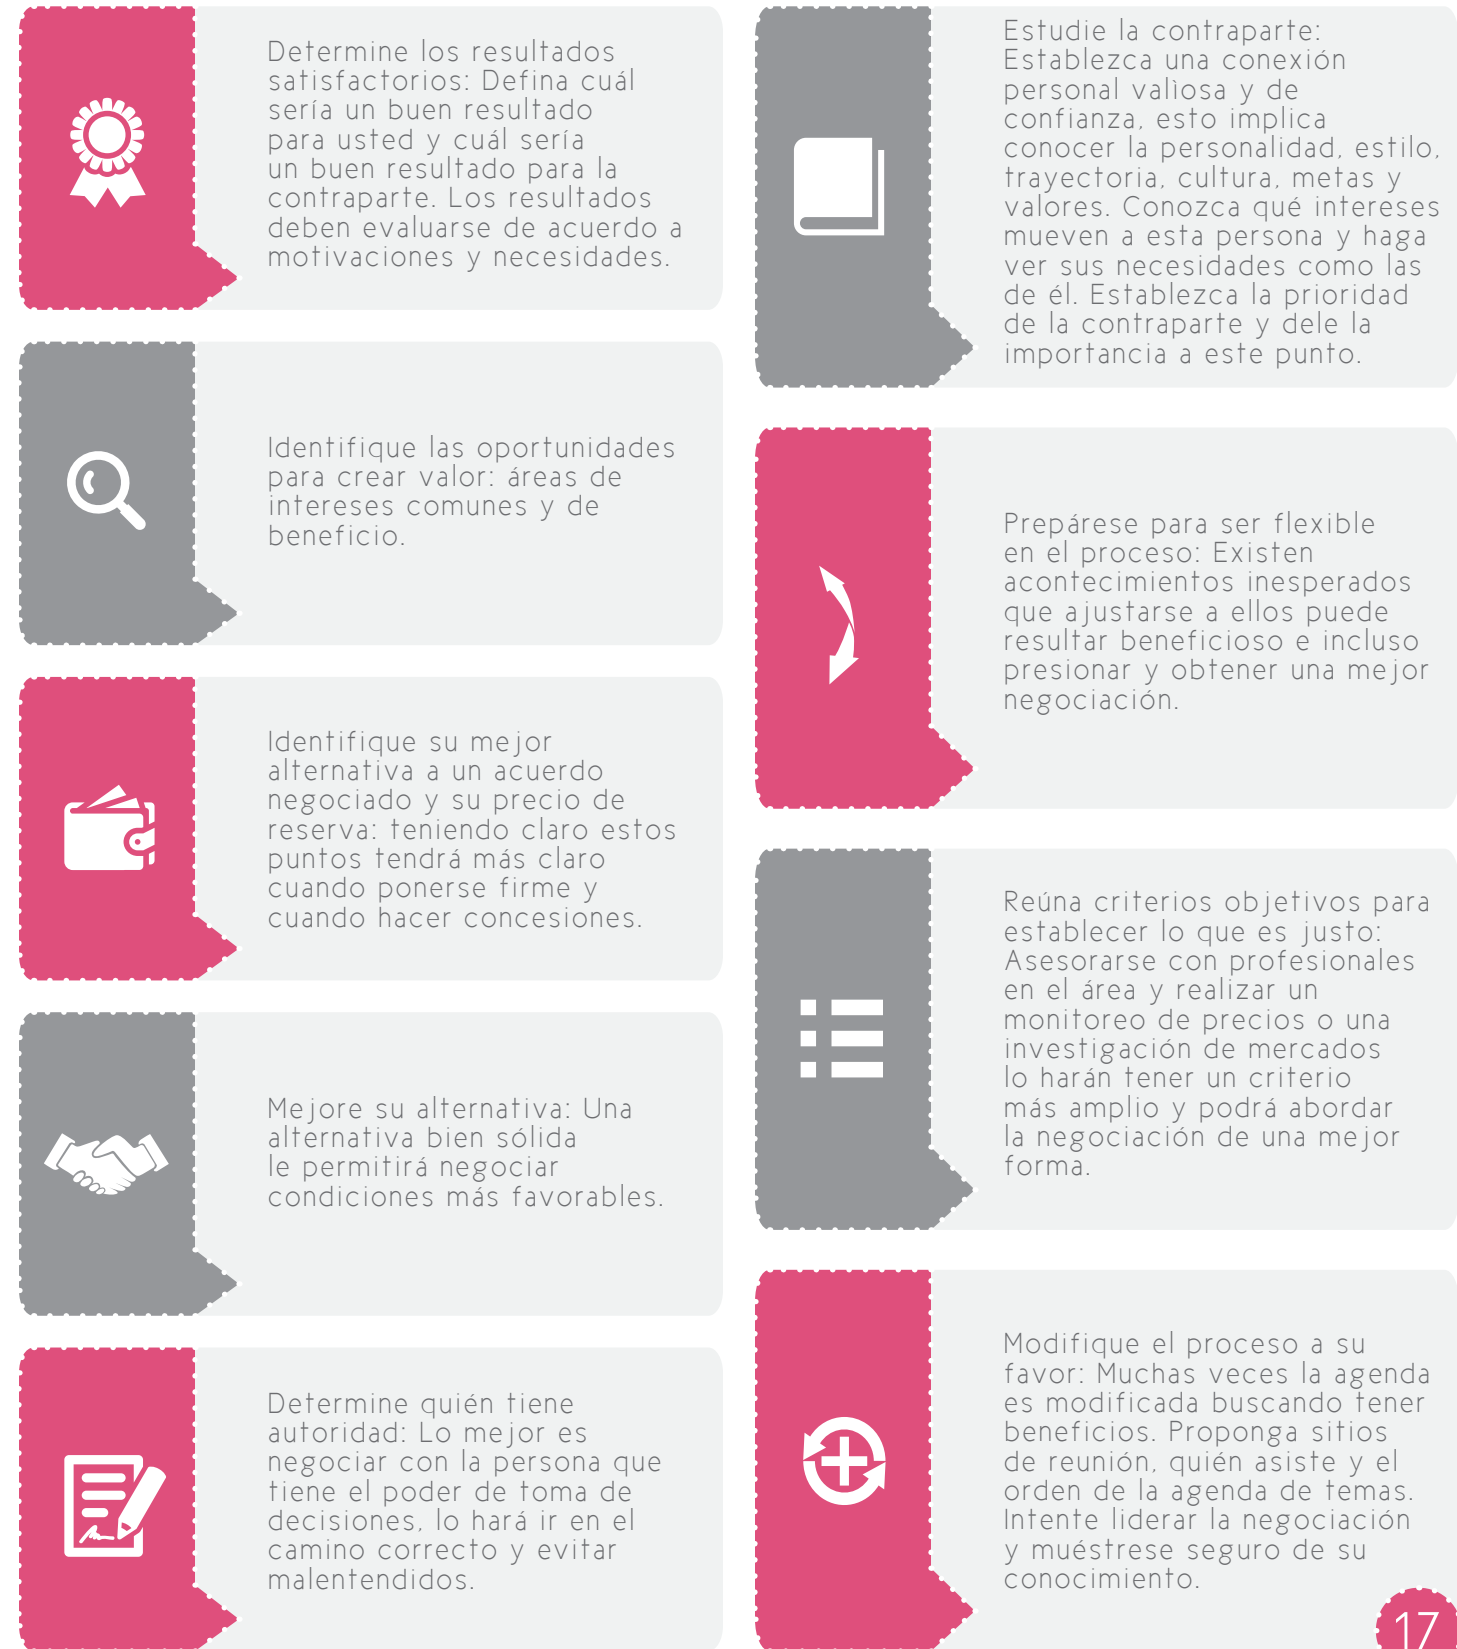 Determine los resultados
satisfactorios: Defina cuál
sería un buen resultado
para usted y cuál sería
un buen resultado para la
contraparte. Los resultados
deben evaluarse de acuerdo a
motivaciones y necesidades.
Identifique las oportunidades
para crear valor: áreas de
intereses comunes y de
beneficio.
Identifique su mejor
alternativa a un acuerdo
negociado y su precio de
reserva: teniendo claro estos
puntos tendrá más claro
cuando ponerse firme y
cuando hacer concesiones.
Mejore su alternativa: Una
alternativa bien sólida
le permitirá negociar
condiciones más favorables.
Determine quién tiene
autoridad: Lo mejor es
negociar con la persona que
tiene el poder de toma de
decisiones, lo hará ir en el
camino correcto y evitar
malentendidos.
Estudie la contraparte:
Establezca una conexión
personal valìosa y de
confianza, esto implica
conocer la personalidad, estilo,
trayectoria, cultura, metas y
valores. Conozca qué intereses
mueven a esta persona y haga
ver sus necesidades como las
de él. Establezca la prioridad
de la contraparte y dele la
importancia a este punto.
Prepárese para ser flexible
en el proceso: Existen
acontecimientos inesperados
que ajustarse a ellos puede
resultar beneficioso e incluso
presionar y obtener una mejor
negociación.
Reúna criterios objetivos para
establecer lo que es justo:
Asesorarse con profesionales
en el área y realizar un
monitoreo de precios o una
investigación de mercados
lo harán tener un criterio
más amplio y podrá abordar
la negociación de una mejor
forma.
Modifique el proceso a su
favor: Muchas veces la agenda
es modificada buscando tener
beneficios. Proponga sitios
de reunión, quién asiste y el
orden de la agenda de temas.
Intente liderar la negociación
y muéstrese seguro de su
conocimiento.
17